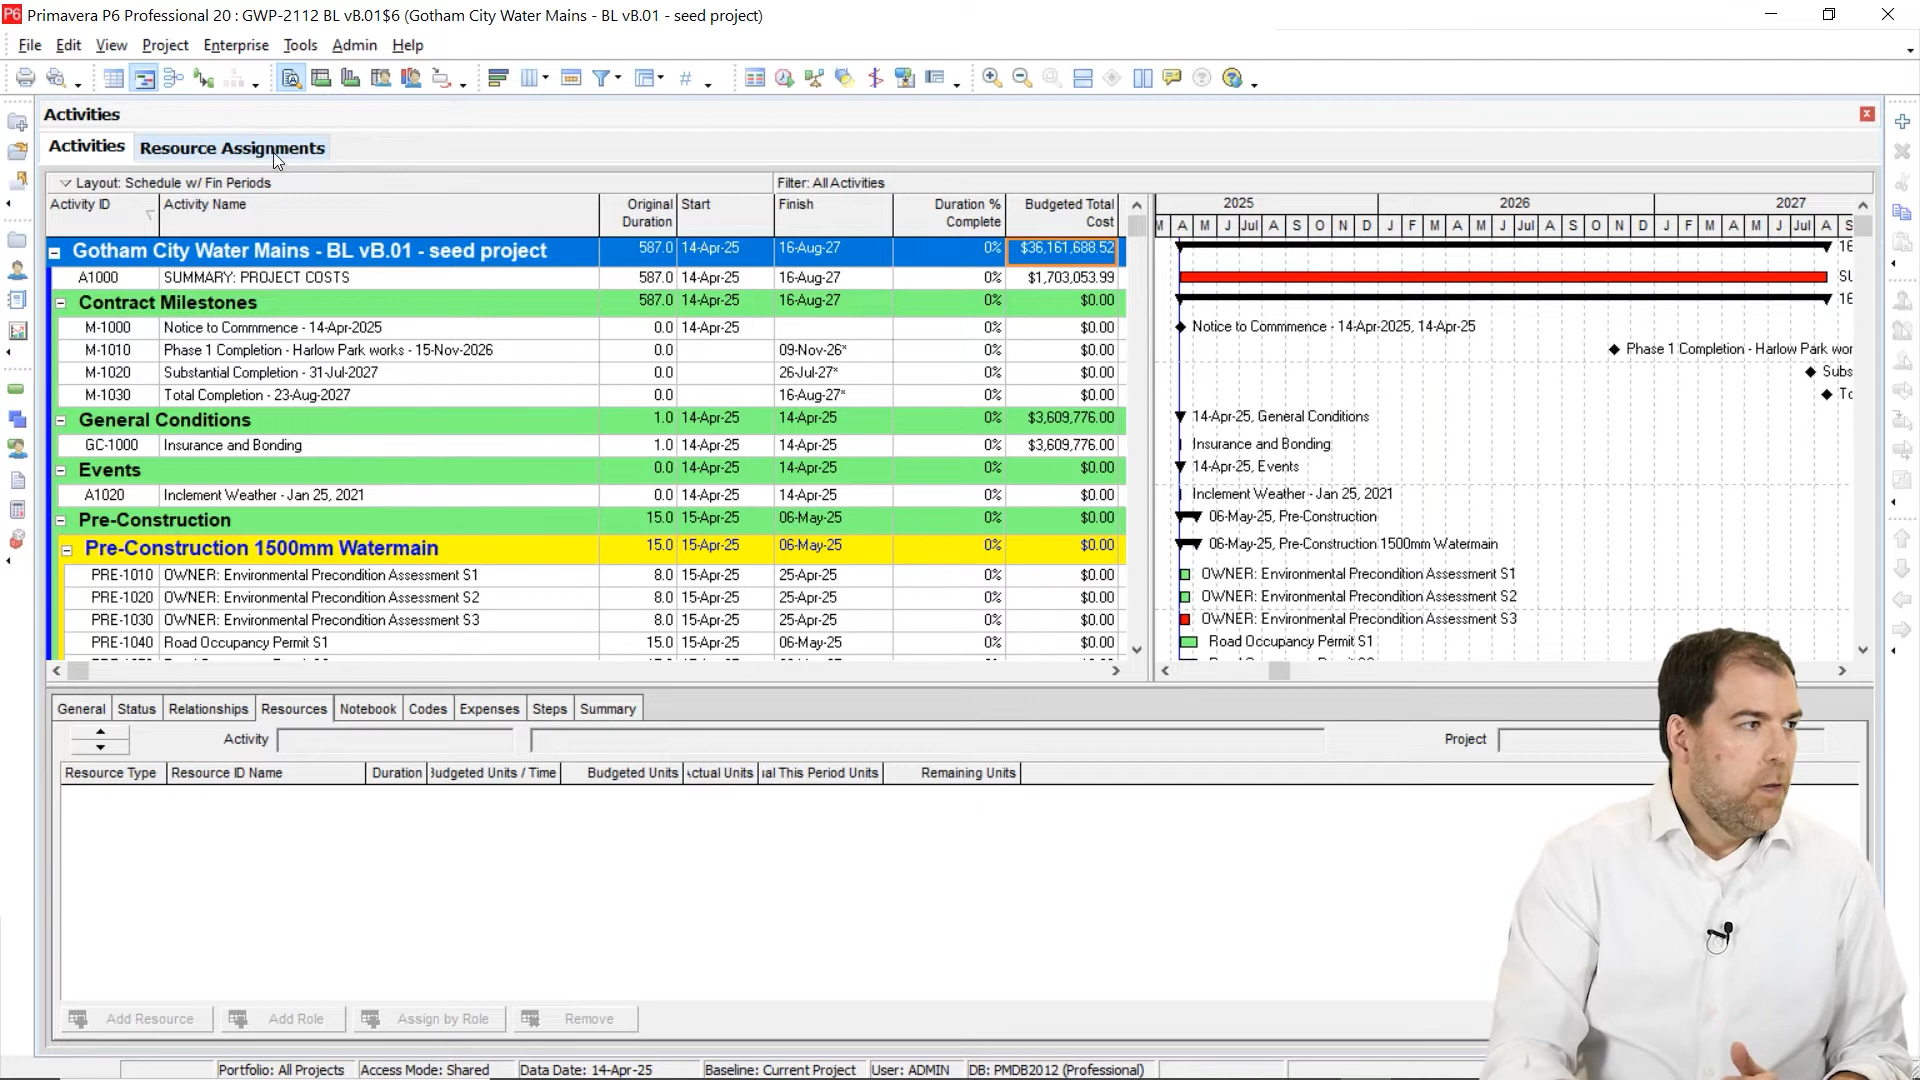 Primavera P6 Professional 20 : GWP-2112 BL vB.01$6 (Gotham City Water Mains - BL vB.01 - seed project)
File Edit View Project Enterprise Tools Admin Help
Activities
Activities Resource Assignments
Layout: Schedule w/ Fin Periods Filter: All Activities
Activity ID Activity Name Original Duration Start Finish Duration % Complete Budgeted Total Cost
2025 2026 2027
M A M J Jul A S O N D J F M A M J Jul A S O N D J F M A M J Jul A S
Gotham City Water Mains - BL vB.01 - seed project 587.0 14-Apr-25 16-Aug-27 0% $36,161,688.52 16
A1000 SUMMARY: PROJECT COSTS 587.0 14-Apr-25 16-Aug-27 0% $1,703,053.99
Contract Milestones 587.0 14-Apr-25 16-Aug-27 0% $0.00 16
M-1000 Notice to Commmence - 14-Apr-2025 0.0 14-Apr-25 0% $0.00 Notice to Commmence - 14-Apr-2025, 14-Apr-25
M-1010 Phase 1 Completion - Harlow Park works - 15-Nov-2026 0.0 09-Nov-26* 0% $0.00 Phase 1 Completion - Harlow Park wor
M-1020 Substantial Completion - 31-Jul-2027 0.0 26-Jul-27* 0% $0.00 Subs
M-1030 Total Completion - 23-Aug-2027 0.0 16-Aug-27* 0% $0.00
General Conditions 1.0 14-Apr-25 14-Apr-25 0% $3,609,776.00 14-Apr-25, General Conditions
GC-1000 Insurance and Bonding 1.0 14-Apr-25 14-Apr-25 0% $3,609,776.00 Insurance and Bonding
Events 0.0 14-Apr-25 14-Apr-25 0% $0.00 14-Apr-25, Events
A1020 Inclement Weather - Jan 25, 2021 0.0 14-Apr-25 14-Apr-25 0% $0.00 Inclement Weather - Jan 25, 2021
Pre-Construction 15.0 15-Apr-25 06-May-25 0% $0.00 06-May-25, Pre-Construction
Pre-Construction 1500mm Watermain 15.0 15-Apr-25 06-May-25 0% $0.00 06-May-25, Pre-Construction 1500mm Watermain
PRE-1010 OWNER: Environmental Precondition Assessment S1 8.0 15-Apr-25 25-Apr-25 0% $0.00 OWNER: Environmental Precondition Assessment S1
PRE-1020 OWNER: Environmental Precondition Assessment S2 8.0 15-Apr-25 25-Apr-25 0% $0.00 OWNER: Environmental Precondition Assessment S2
PRE-1030 OWNER: Environmental Precondition Assessment S3 8.0 15-Apr-25 25-Apr-25 0% $0.00 OWNER: Environmental Precondition Assessment S3
PRE-1040 Road Occupancy Permit S1 15.0 15-Apr-25 06-May-25 0% $0.00 Road Occupancy Permit S1
General Status Relationships Resources Notebook Codes Expenses Steps Summary
Activity Project
Resource Type Resource ID Name Duration Budgeted Units / Time Budgeted Units Actual Units al This Period Units Remaining Units
Add Resource Add Role Assign by Role Remove
Portfolio: All Projects Access Mode: Shared Data Date: 14-Apr-25 Baseline: Current Project User: ADMIN DB: PMDB2012 (Professional)